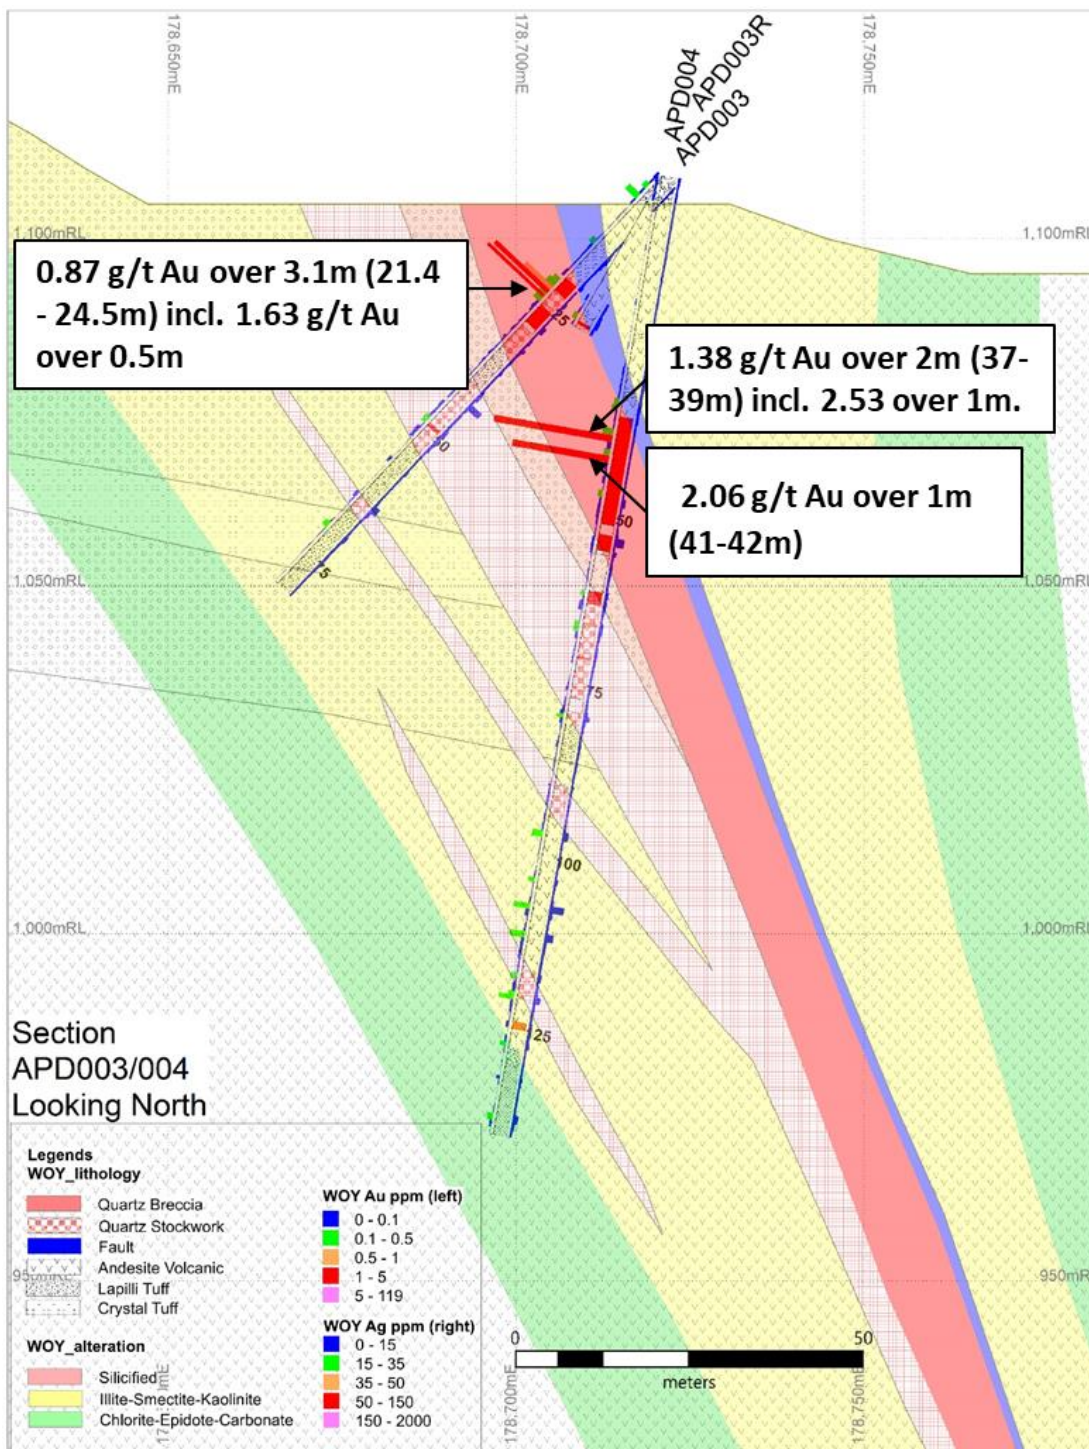 178,650mE
178,700mE
178,750mE
APD004
APD003R
APD003
1,100mRL
1,100mRL
0.87 g/t Au over 3.1m (21.4
- 24.5m) incl. 1.63 g/t Au
over 0.5m
25
1.38 g/t Au over 2m (37-
39m) incl. 2.53 over 1m.
2.06 g/t Au over 1m
(41-42m)
50
50
75
1,050mRL
1,050mRL
75
100
1,000mRL
1,000mRL
125
Section
APD003/004
Looking North
Legends
WOY_lithology
Quartz Breccia
Quartz Stockwork
Fault
Andesite Volcanic
Lapilli Tuff
Crystal Tuff
WOY_alteration
Silicified
Illite-Smectite-Kaolinite
Chlorite-Epidote-Carbonate
WOY Au ppm (left)
0 - 0.1
0.1 - 0.5
0.5 - 1
1 - 5
5 - 119
WOY Ag ppm (right)
0 - 15
15 - 35
35 - 50
50 - 150
150 - 2000
950mRL
0
50
meters
178,700mE
178,750mE